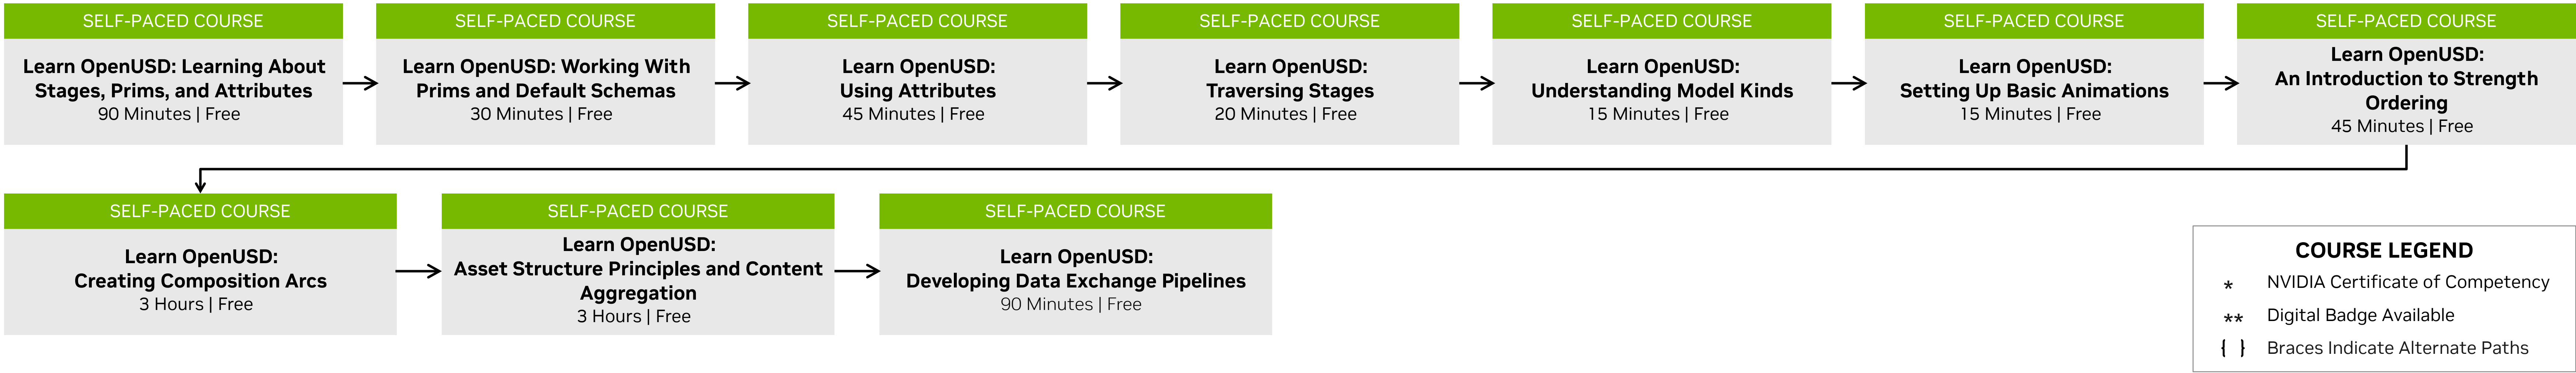 SELF-PACED COURSE
Learn OpenUSD: Learning About
Stages, Prims, and Attributes
90 Minutes | Free
SELF-PACED COURSE
Learn OpenUSD: Working With
Prims and Default Schemas
30 Minutes | Free
SELF-PACED COURSE
Learn OpenUSD:
Using Attributes
45 Minutes | Free
SELF-PACED COURSE
Learn OpenUSD:
Traversing Stages
20 Minutes | Free
SELF-PACED COURSE
Learn OpenUSD:
Understanding Model Kinds
15 Minutes | Free
SELF-PACED COURSE
Learn OpenUSD:
Setting Up Basic Animations
15 Minutes | Free
SELF-PACED COURSE
Learn OpenUSD:
An Introduction to Strength
Ordering
45 Minutes | Free
SELF-PACED COURSE
Learn OpenUSD:
Creating Composition Arcs
3 Hours | Free
SELF-PACED COURSE
Learn OpenUSD:
Asset Structure Principles and Content
Aggregation
3 Hours | Free
SELF-PACED COURSE
Learn OpenUSD:
Developing Data Exchange Pipelines
90 Minutes | Free
COURSE LEGEND
* NVIDIA Certificate of Competency
** Digital Badge Available
{ } Braces Indicate Alternate Paths